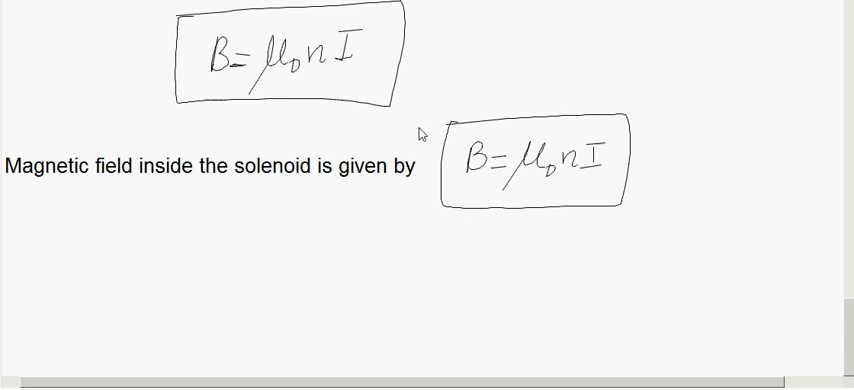 B=μ₀nI
Magnetic field inside the solenoid is given by B=μ₀nI